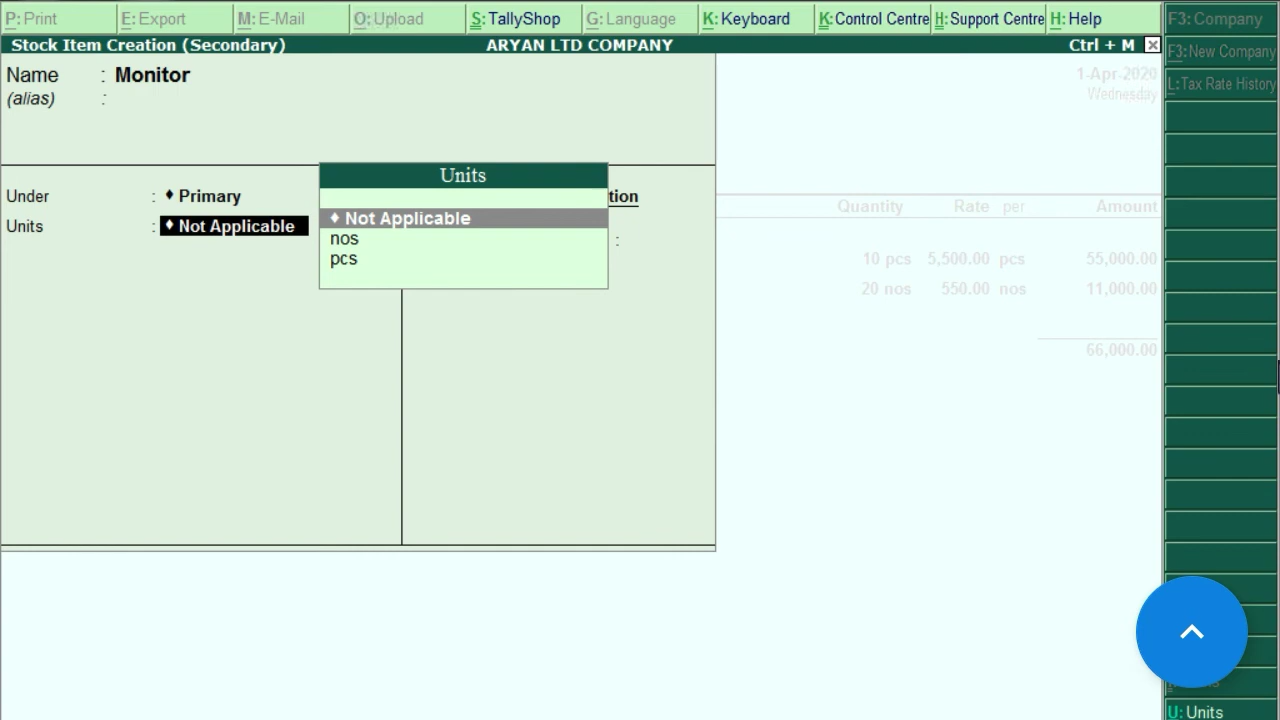 P: Print E: Export M: E-Mail O: Upload S: TallyShop G: Language K: Keyboard K: Control Centre H: Support Centre H: Help F3: Company
Stock Item Creation (Secondary) ARYAN LTD COMPANY Ctrl + M
F3: New Company
Name : Monitor
1-Apr-2020
L: Tax Rate History
(alias) :
Wednesday
Units
Under : ♦ Primary
tion
Quantity Rate per Amount
Units : ♦ Not Applicable
♦ Not Applicable
nos
:
pcs
10 pcs 5,500.00 pcs 55,000.00
20 nos 550.00 nos 11,000.00
66,000.00
U: Units